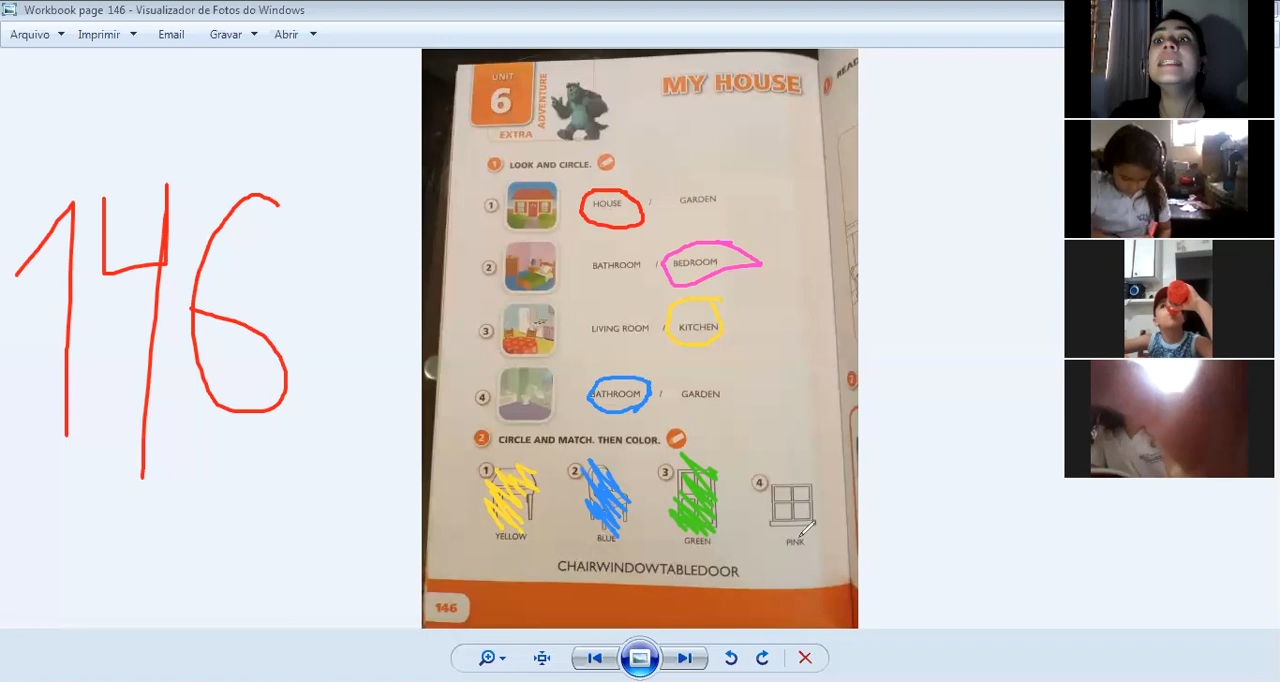 Workbook page 146 - Visualizador de Fotos do Windows
Arquivo Imprimir Email Gravar Abrir
146
UNIT
6
EXTRA
ADVENTURE
MY HOUSE
READ
1 LOOK AND CIRCLE.
1 HOUSE / GARDEN
2 BATHROOM / BEDROOM
3 LIVING ROOM / KITCHEN
4 BATHROOM / GARDEN
2 CIRCLE AND MATCH. THEN COLOR.
1 2 3 4
YELLOW BLUE GREEN PINK
CHAIRWINDOWTABLEDOOR
146